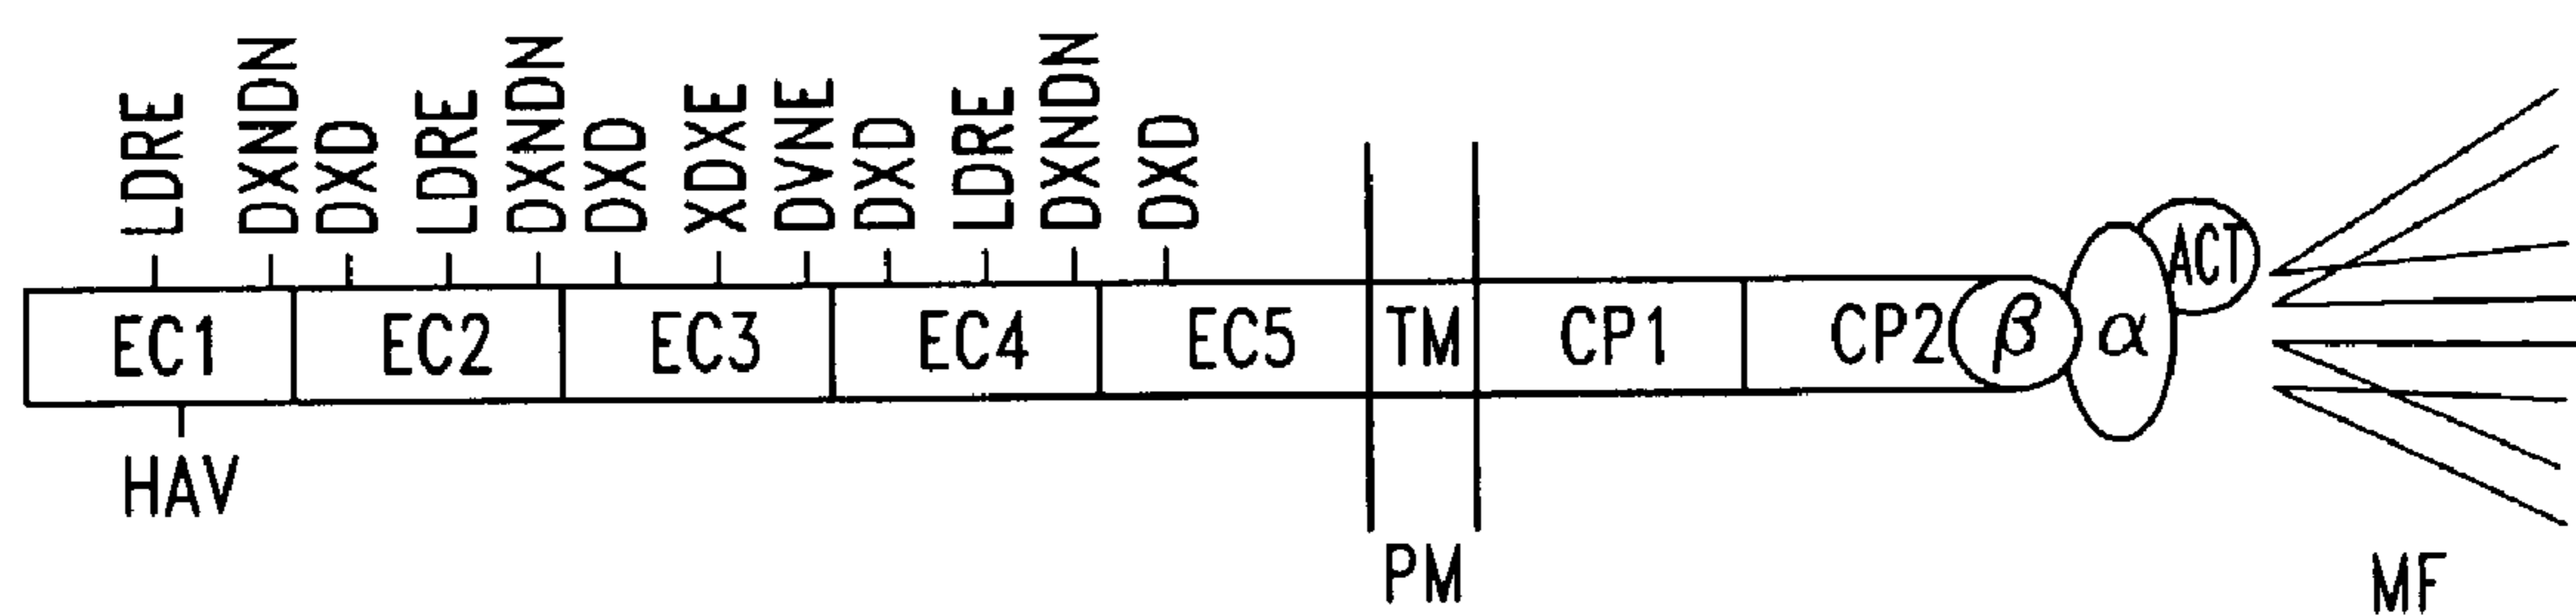 LDRE DXNDN DXD LDRE DXNDN DXD XDXE DVNE DXD LDRE DXNDN DXD
EC1 EC2 EC3 EC4 EC5 TM CP1 CP2 β α ACT
HAV
PM
MF